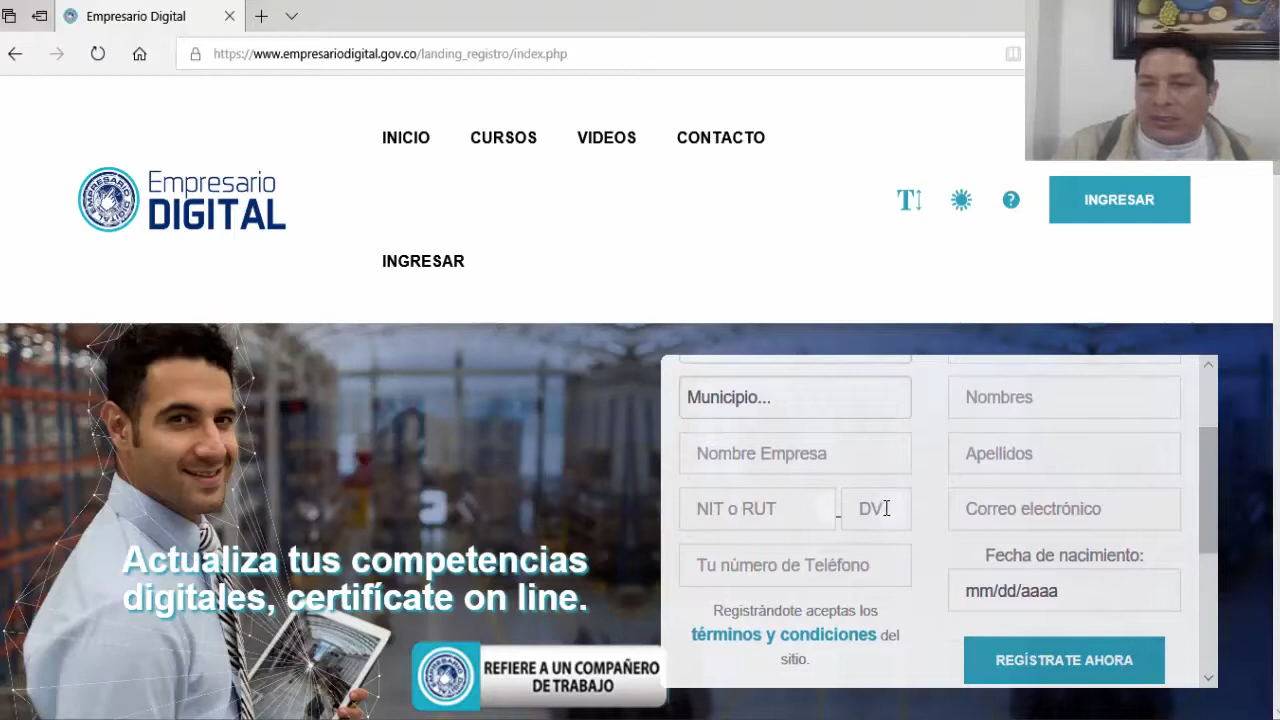 Empresario Digital
https://www.empresariodigital.gov.co/landing_registro/index.php
INICIO CURSOS VIDEOS CONTACTO
Empresario
DIGITAL
INGRESAR
INGRESAR
Municipio...
Nombres
Nombre Empresa
Apellidos
NIT o RUT
_
DV
Correo electrónico
Tu número de Teléfono
Fecha de nacimiento:
mm/dd/aaaa
Registrándote aceptas los
términos y condiciones del
sitio.
REGÍSTRATE AHORA
Actualiza tus competencias
digitales, certifícate on line.
REFIERE A UN COMPAÑERO
DE TRABAJO